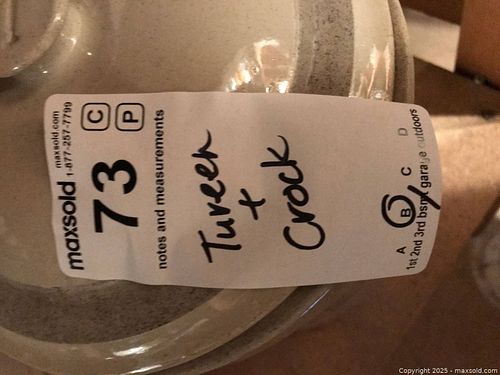 maxsold maxsold.com
1-877-257-7799
73 C P
notes and measurements
Tureen
+
Crock
A B C D
1st 2nd 3rd bsmt garage outdoors
Copyright 2025 - maxsold.com